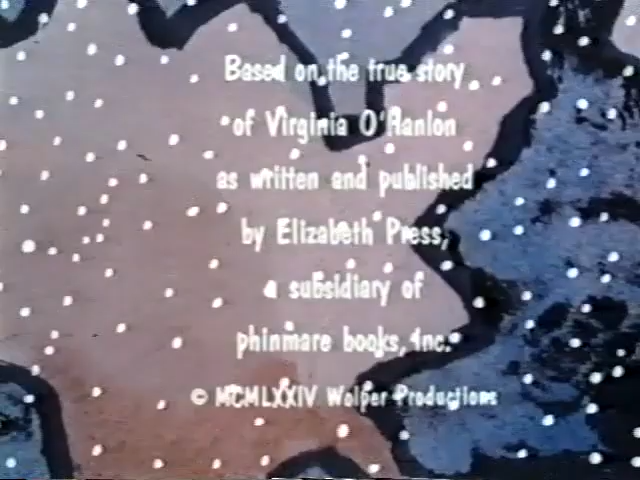 Based on the true story
of Virginia O'Hanlon
as written and published
by Elizabeth Press,
a subsidiary of
phinmare books, Inc.
© MCMLXXIV Wolper Productions